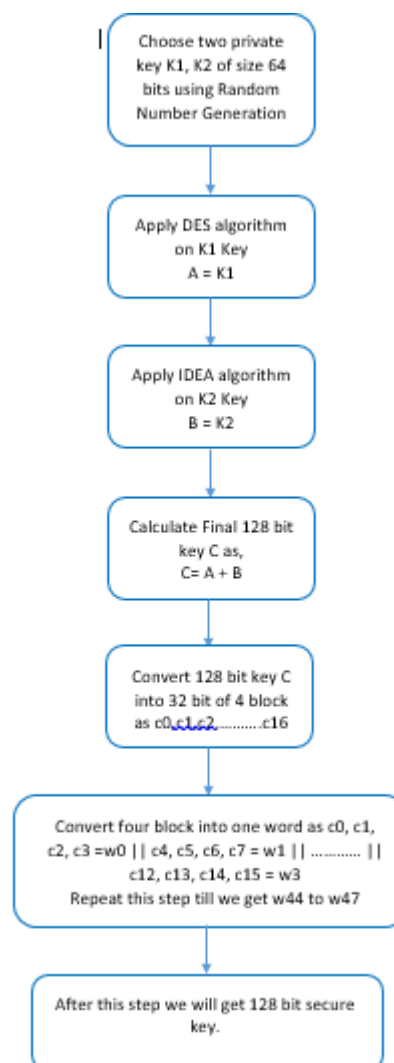 Choose two private
key K1, K2 of size 64
bits using Random
Number Generation
Apply DES algorithm
on K1 Key
A = K1
Apply IDEA algorithm
on K2 Key
B = K2
Calculate Final 128 bit
key C as,
C= A + B
Convert 128 bit key C
into 32 bit of 4 block
as c0,c1,c2...........c16
Convert four block into one word as c0, c1,
c2, c3 =w0 || c4, c5, c6, c7 = w1 || ............ ||
c12, c13, c14, c15 = w3
Repeat this step till we get w44 to w47
After this step we will get 128 bit secure
key.